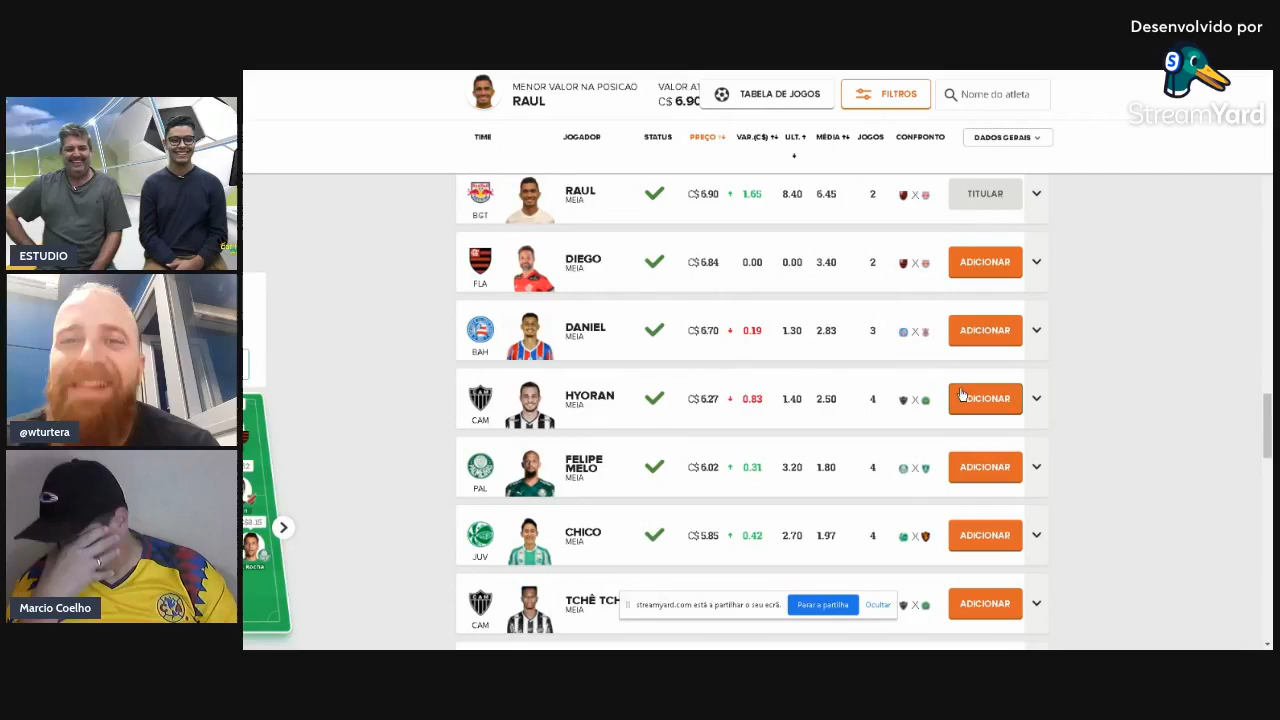 Desenvolvido por
StreamYard
ESTUDIO
@wturtera
Marcio Coelho
MENOR VALOR NA POSICAO
RAUL
VALOR AT
C$ 6.90
TABELA DE JOGOS
FILTROS
Nome do atleta
TIME JOGADOR STATUS PREÇO VAR.(C$) ULT. MÉDIA JOGOS CONFRONTO DADOS GERAIS
RAUL
MEIA
BGT
C$ 6.90 1.65 8.40 6.45 2 X TITULAR
DIEGO
MEIA
FLA
C$ 6.84 0.00 0.00 3.40 2 X ADICIONAR
DANIEL
MEIA
BAH
C$ 6.70 0.19 1.30 2.83 3 X ADICIONAR
HYORAN
MEIA
CAM
C$ 6.27 0.83 1.40 2.50 4 X ADICIONAR
FELIPE
MELO
MEIA
PAL
C$ 6.02 0.31 3.20 1.80 4 X ADICIONAR
CHICO
MEIA
JUV
C$ 5.85 0.42 2.70 1.97 4 X ADICIONAR
TCHÊ TCH
MEIA
CAM
X ADICIONAR
streamyard.com está a partilhar o seu ecrã. Parar a partilha Ocultar
Rocha